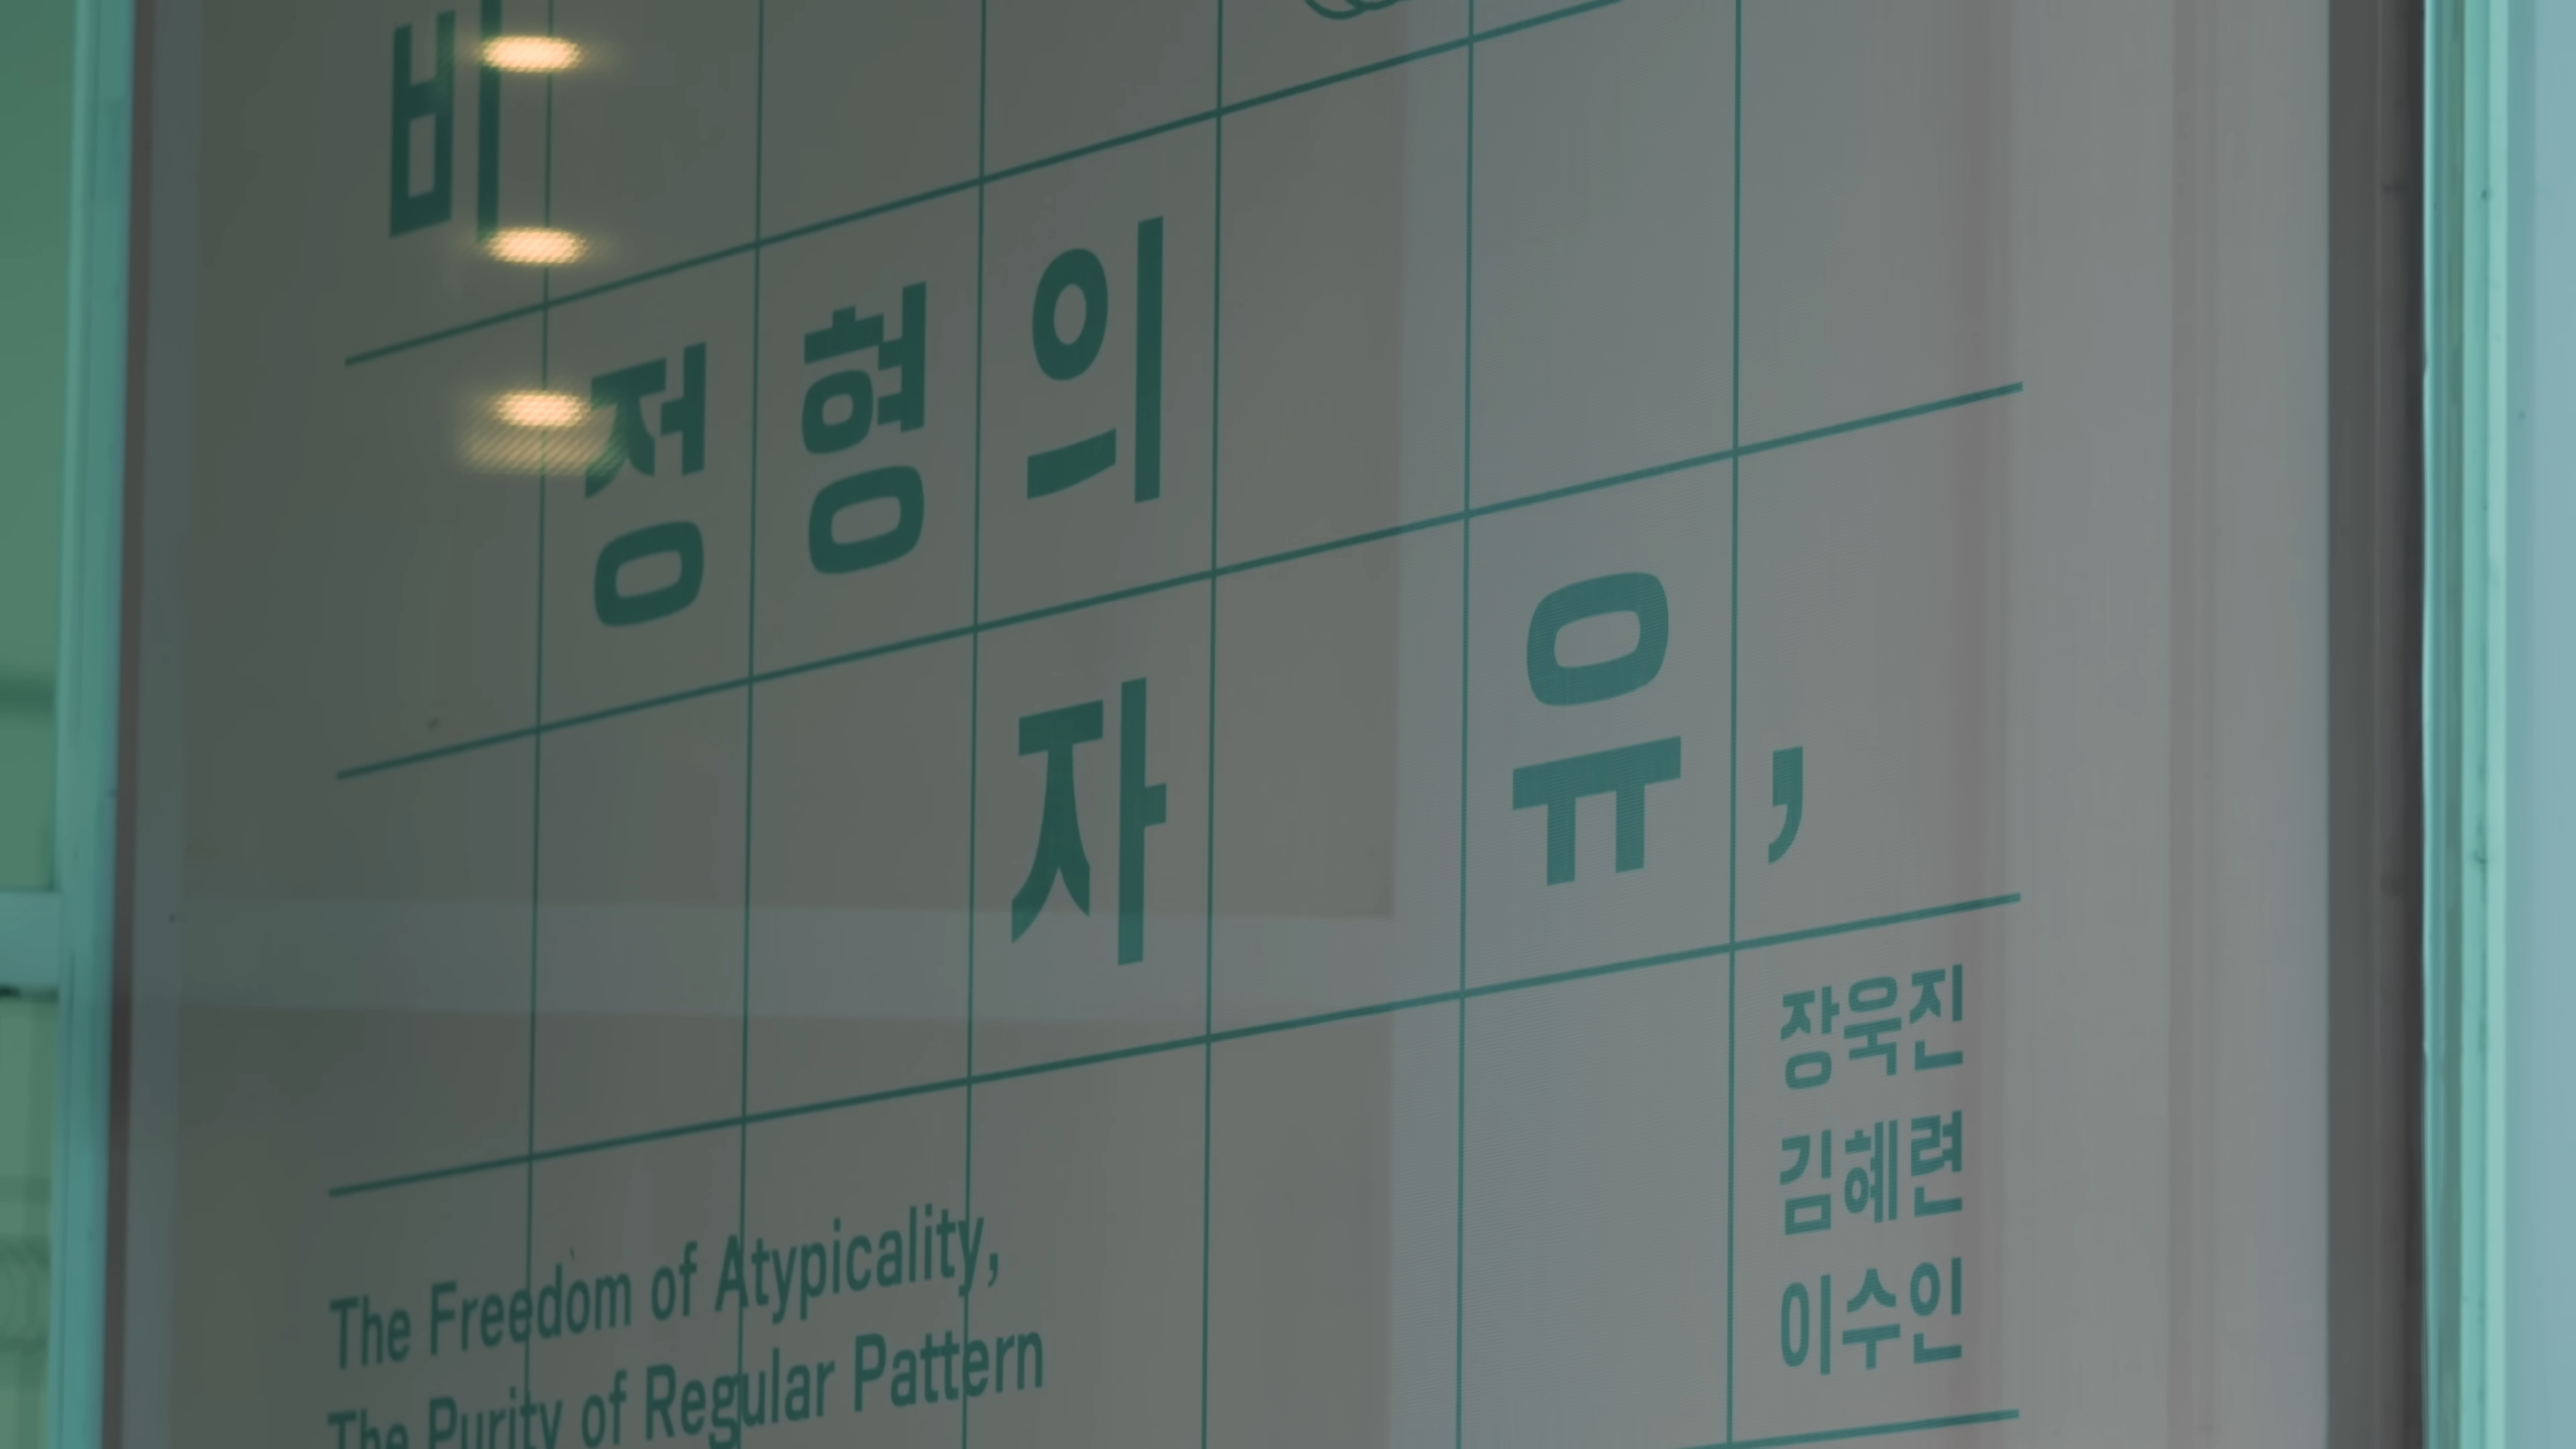 비
정형의
자 유,
장욱진
김혜련
이수인
The Freedom of Atypicality,
The Purity of Regular Pattern